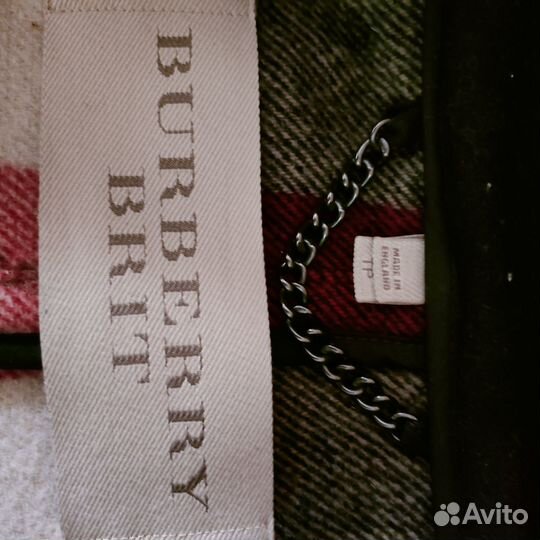 BURBERRY
BRIT
MADE IN
ENGLAND
TP
Avito